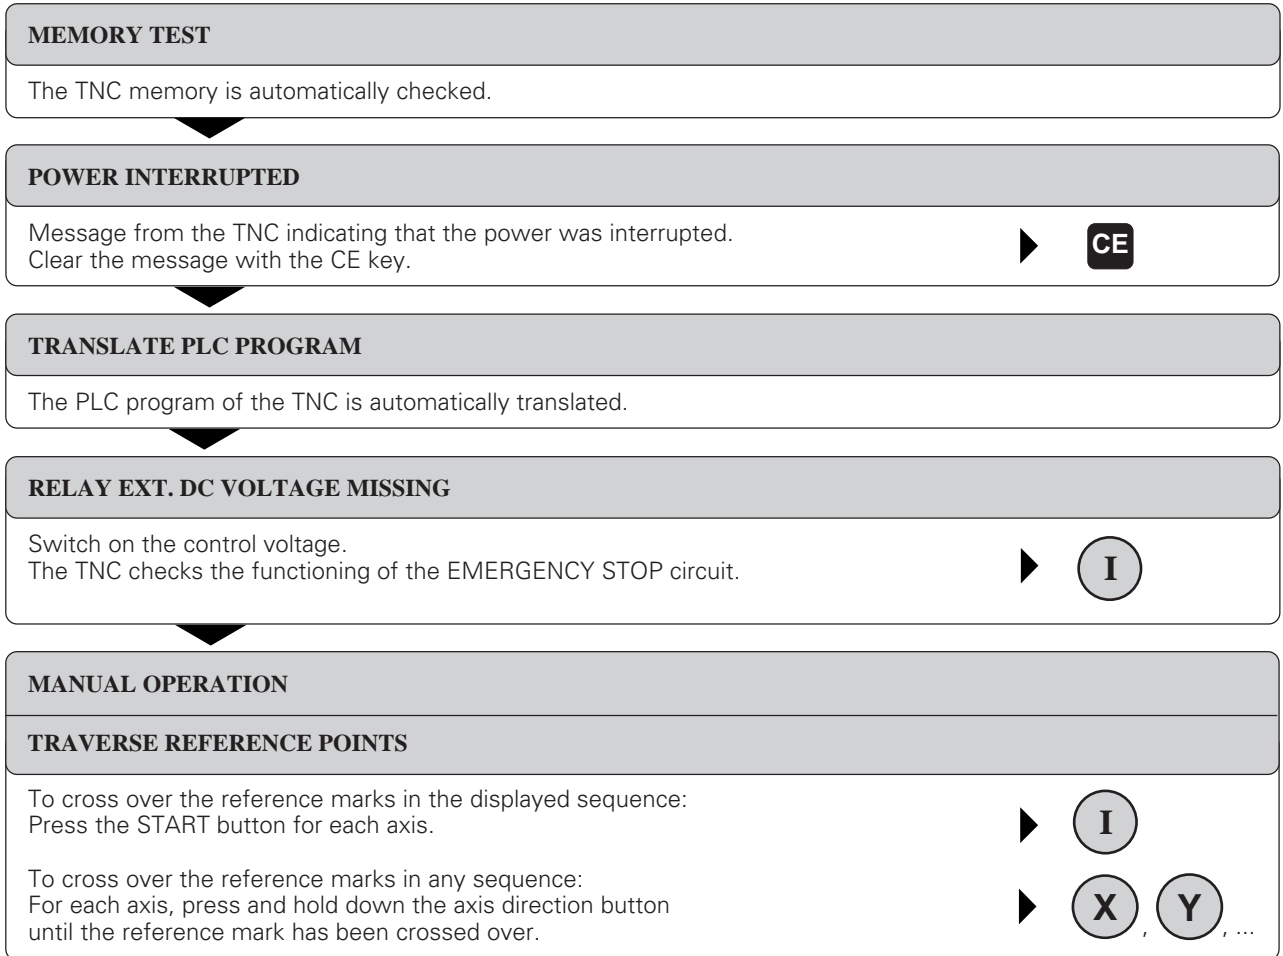 MEMORY TEST
The TNC memory is automatically checked.
POWER INTERRUPTED
Message from the TNC indicating that the power was interrupted.
Clear the message with the CE key.
CE
TRANSLATE PLC PROGRAM
The PLC program of the TNC is automatically translated.
RELAY EXT. DC VOLTAGE MISSING
Switch on the control voltage.
The TNC checks the functioning of the EMERGENCY STOP circuit.
I
MANUAL OPERATION
TRAVERSE REFERENCE POINTS
To cross over the reference marks in the displayed sequence:
Press the START button for each axis.
I
To cross over the reference marks in any sequence:
For each axis, press and hold down the axis direction button
until the reference mark has been crossed over.
X , Y , ...